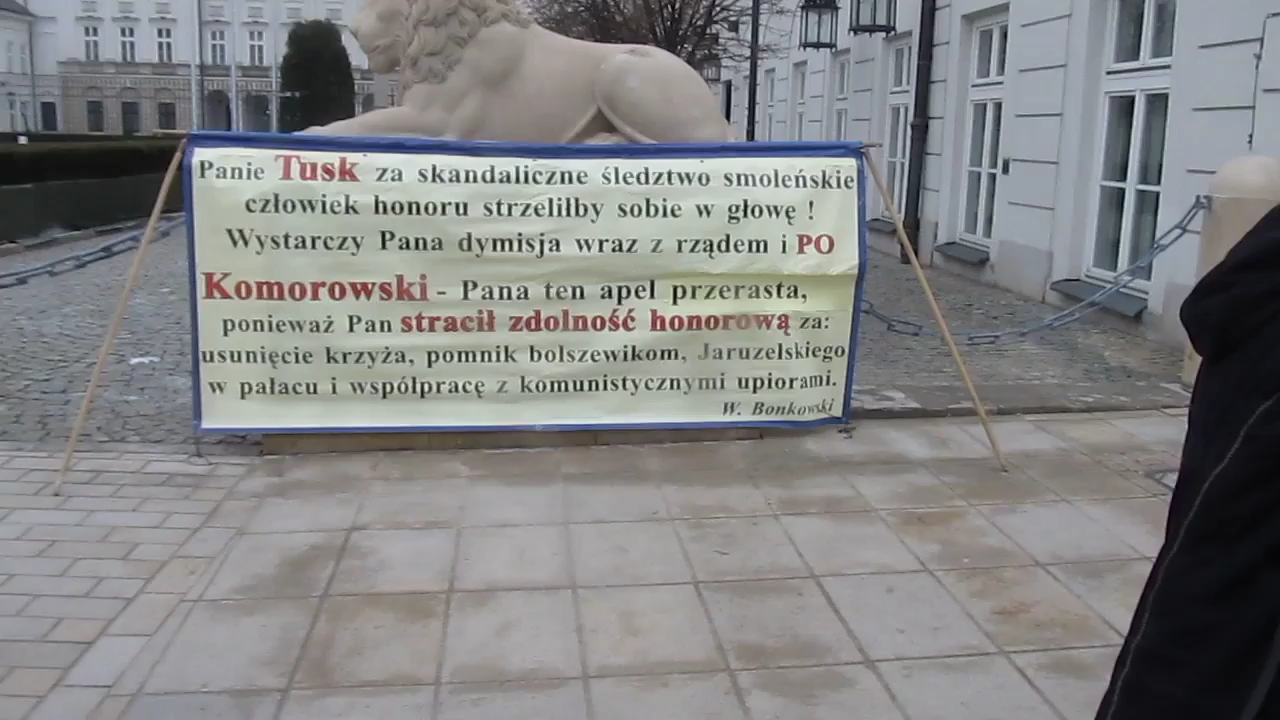 Panie Tusk za skandaliczne śledztwo smoleńskie
człowiek honoru strzeliłby sobie w głowę !
Wystarczy Pana dymisja wraz z rządem i PO
Komorowski - Pana ten apel przerasta,
ponieważ Pan stracił zdolność honorową za:
usunięcie krzyża, pomnik bolszewikom, Jaruzelskiego
w pałacu i współpracę z komunistycznymi upiorami.
W. Bonkowski